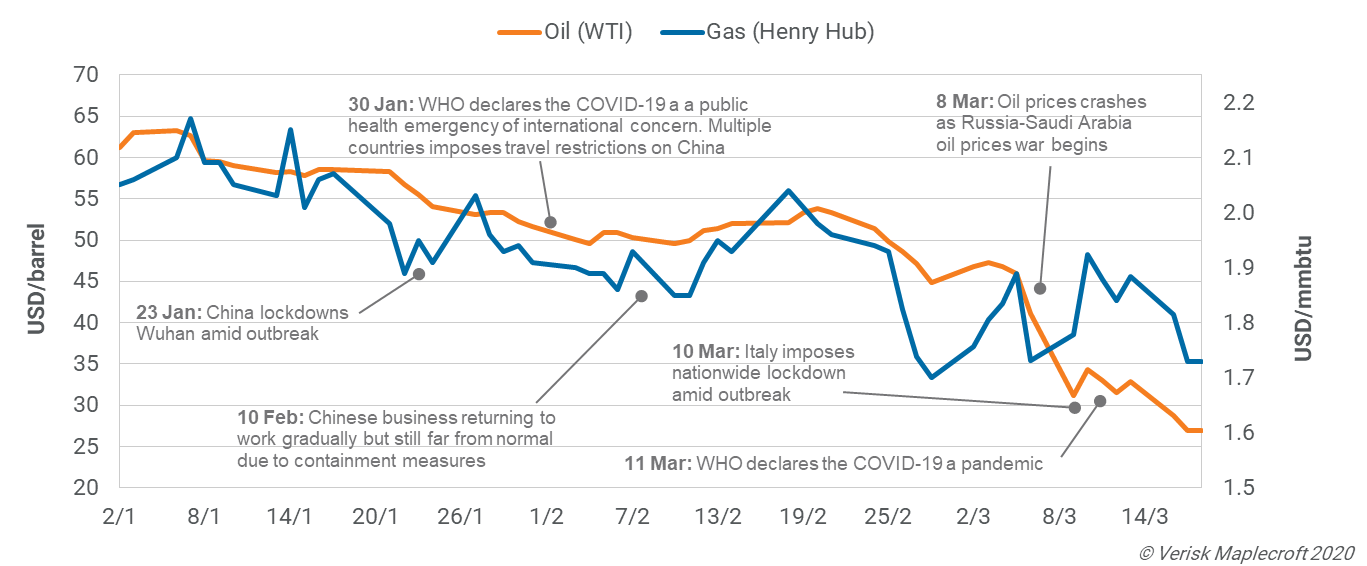 Oil (WTI) Gas (Henry Hub)
70
65
60
55
50
45
40
35
30
25
20
USD/barrel
30 Jan: WHO declares the COVID-19 a a public
health emergency of international concern. Multiple
countries imposes travel restrictions on China
8 Mar: Oil prices crashes
as Russia-Saudi Arabia
oil prices war begins
23 Jan: China lockdowns
Wuhan amid outbreak
10 Mar: Italy imposes
nationwide lockdown
amid outbreak
10 Feb: Chinese business returning to
work gradually but still far from normal
due to containment measures
11 Mar: WHO declares the COVID-19 a pandemic
2.2
2.1
2.0
1.9
1.8
1.7
1.6
1.5
USD/mmbtu
2/1 8/1 14/1 20/1 26/1 1/2 7/2 13/2 19/2 25/2 2/3 8/3 14/3
© Verisk Maplecroft 2020